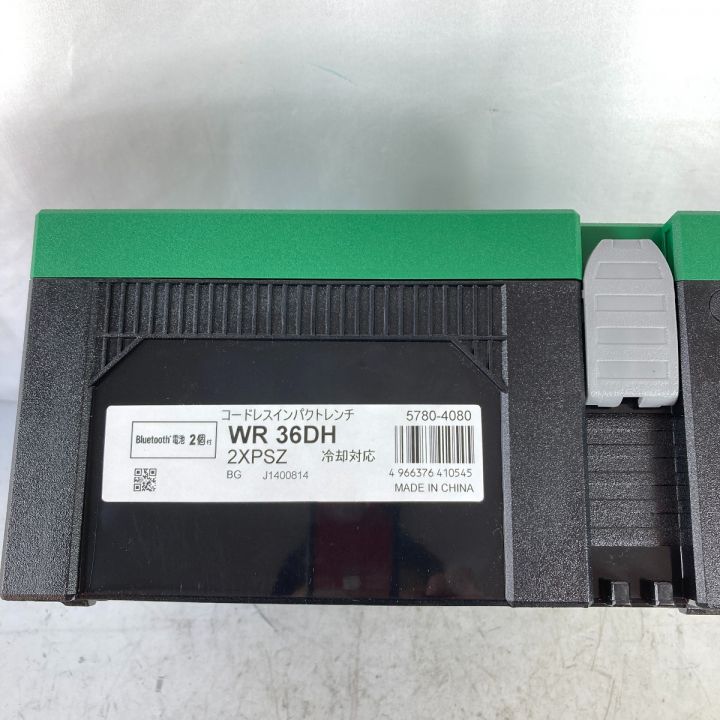 コードレスインパクトレンチ 5780-4080
Bluetooth®電池 2個付 WR 36DH
2XPSZ 冷却対応
4 966376 410545
BG J1400814 MADE IN CHINA